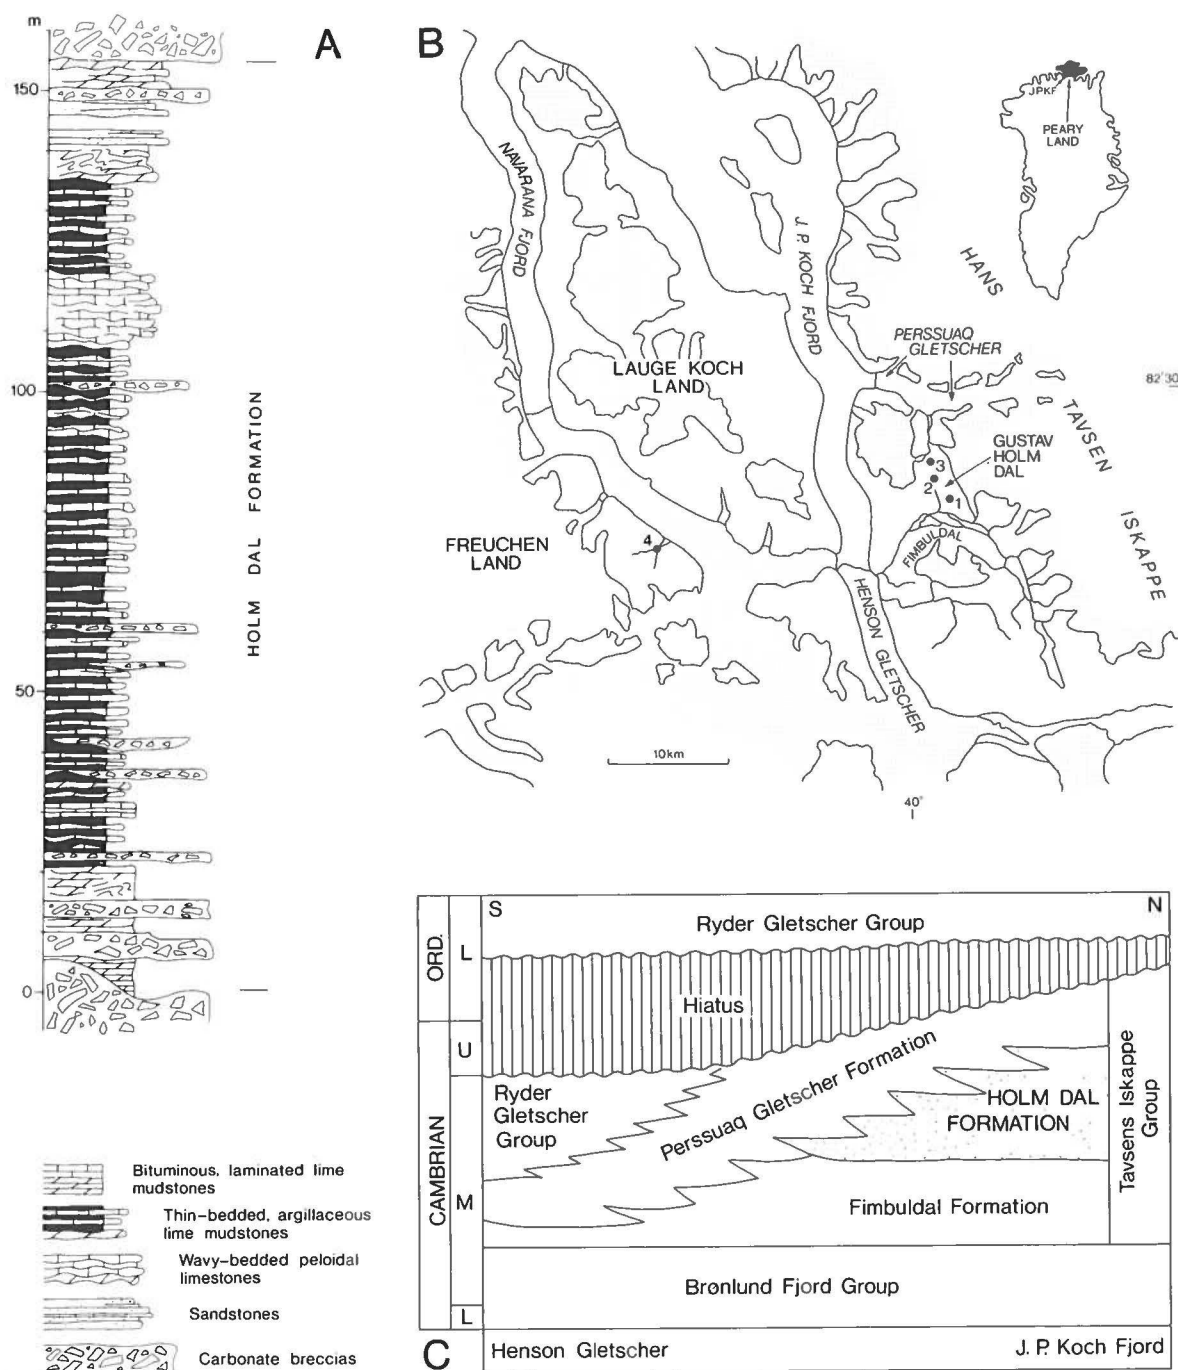 m
A
150
100
50
0
HOLM DAL FORMATION
Bituminous, laminated lime
mudstones
Thin-bedded, argillaceous
lime mudstones
Wavy-bedded peloidal
limestones
Sandstones
Carbonate breccias
B
NAVARANA FJORD
J. P. KOCH FJORD
LAUGE KOCH
LAND
FREUCHEN
LAND
4
HENSON GLETSCHER
FIMBULDAL
PERSSUAQ
GLETSCHER
GUSTAV
HOLM
DAL
3
2
1
HANS
TAVSEN
ISKAPPE
82°30
40°
10km
J.P.K.F.
PEARY
LAND
C
S
N
ORD.
L
CAMBRIAN
U
M
L
Ryder Gletscher Group
Hiatus
Ryder
Gletscher
Group
Perssuaq Gletscher Formation
HOLM DAL
FORMATION
Fimbuldal Formation
Tavsens Iskappe
Group
Brønlund Fjord Group
Henson Gletscher
J. P. Koch Fjord